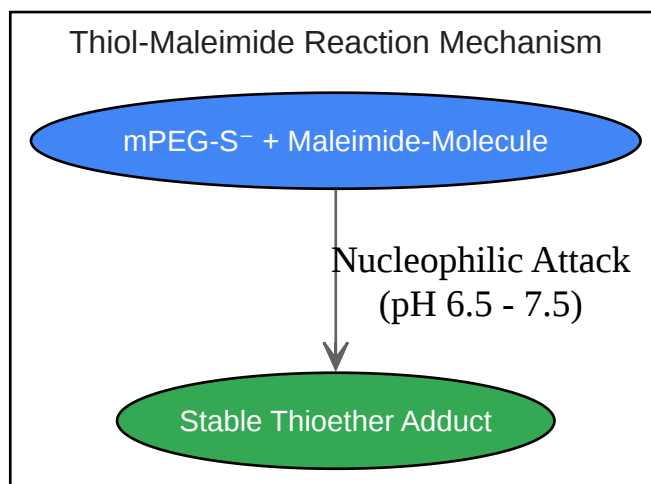 Thiol-Maleimide Reaction Mechanism
mPEG-S⁻ + Maleimide-Molecule
Nucleophilic Attack
(pH 6.5 - 7.5)
Stable Thioether Adduct